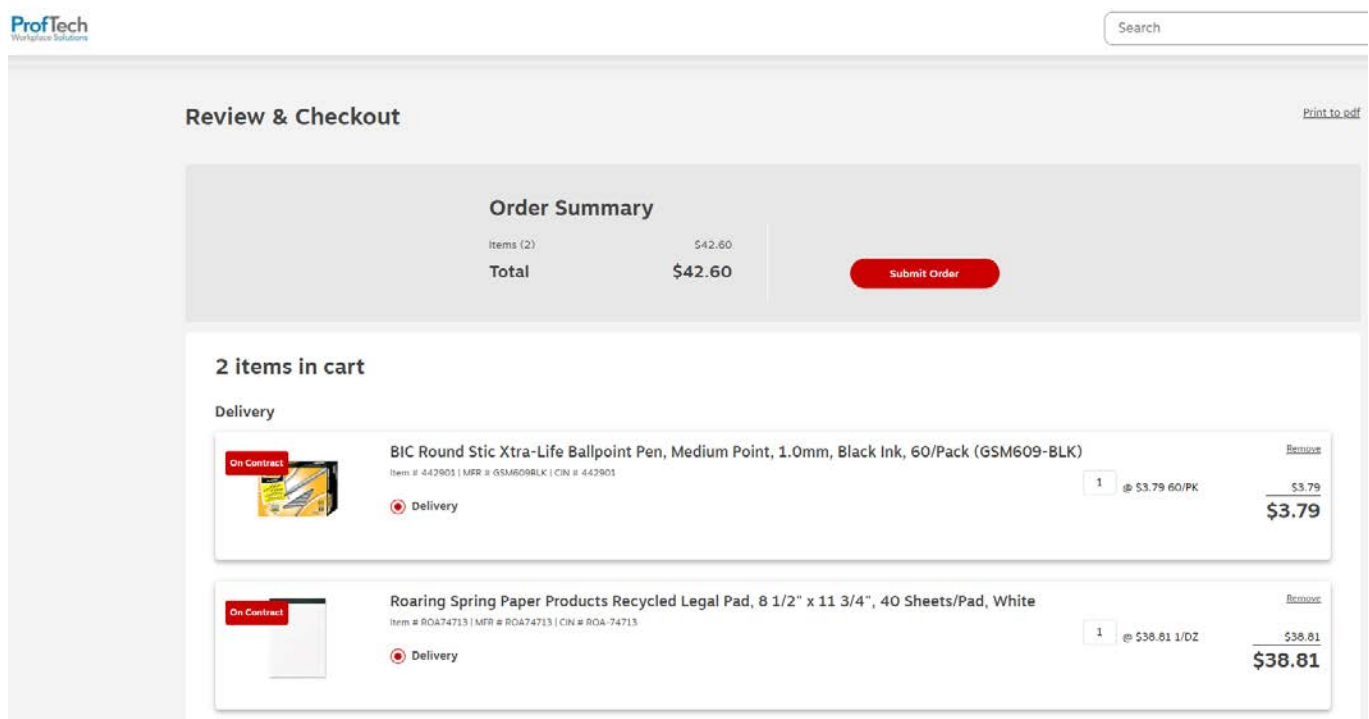 ProfTech
Workplace Solutions
Search
Review & Checkout
Print to pdf
Order Summary
Items (2) $42.60
Total $42.60
Submit Order
2 items in cart
Delivery
On Contract
BIC Round Stic Xtra-Life Ballpoint Pen, Medium Point, 1.0mm, Black Ink, 60/Pack (GSM609-BLK)
Remove
Item # 442901 | MFR # GSM609BLK | CIN # 442901
1 @ $3.79 60/PK $3.79
Delivery
$3.79
On Contract
Roaring Spring Paper Products Recycled Legal Pad, 8 1/2" x 11 3/4", 40 Sheets/Pad, White
Remove
Item # ROA74713 | MFR # ROA74713 | CIN # ROA-74713
1 @ $38.81 1/DZ $38.81
Delivery
$38.81